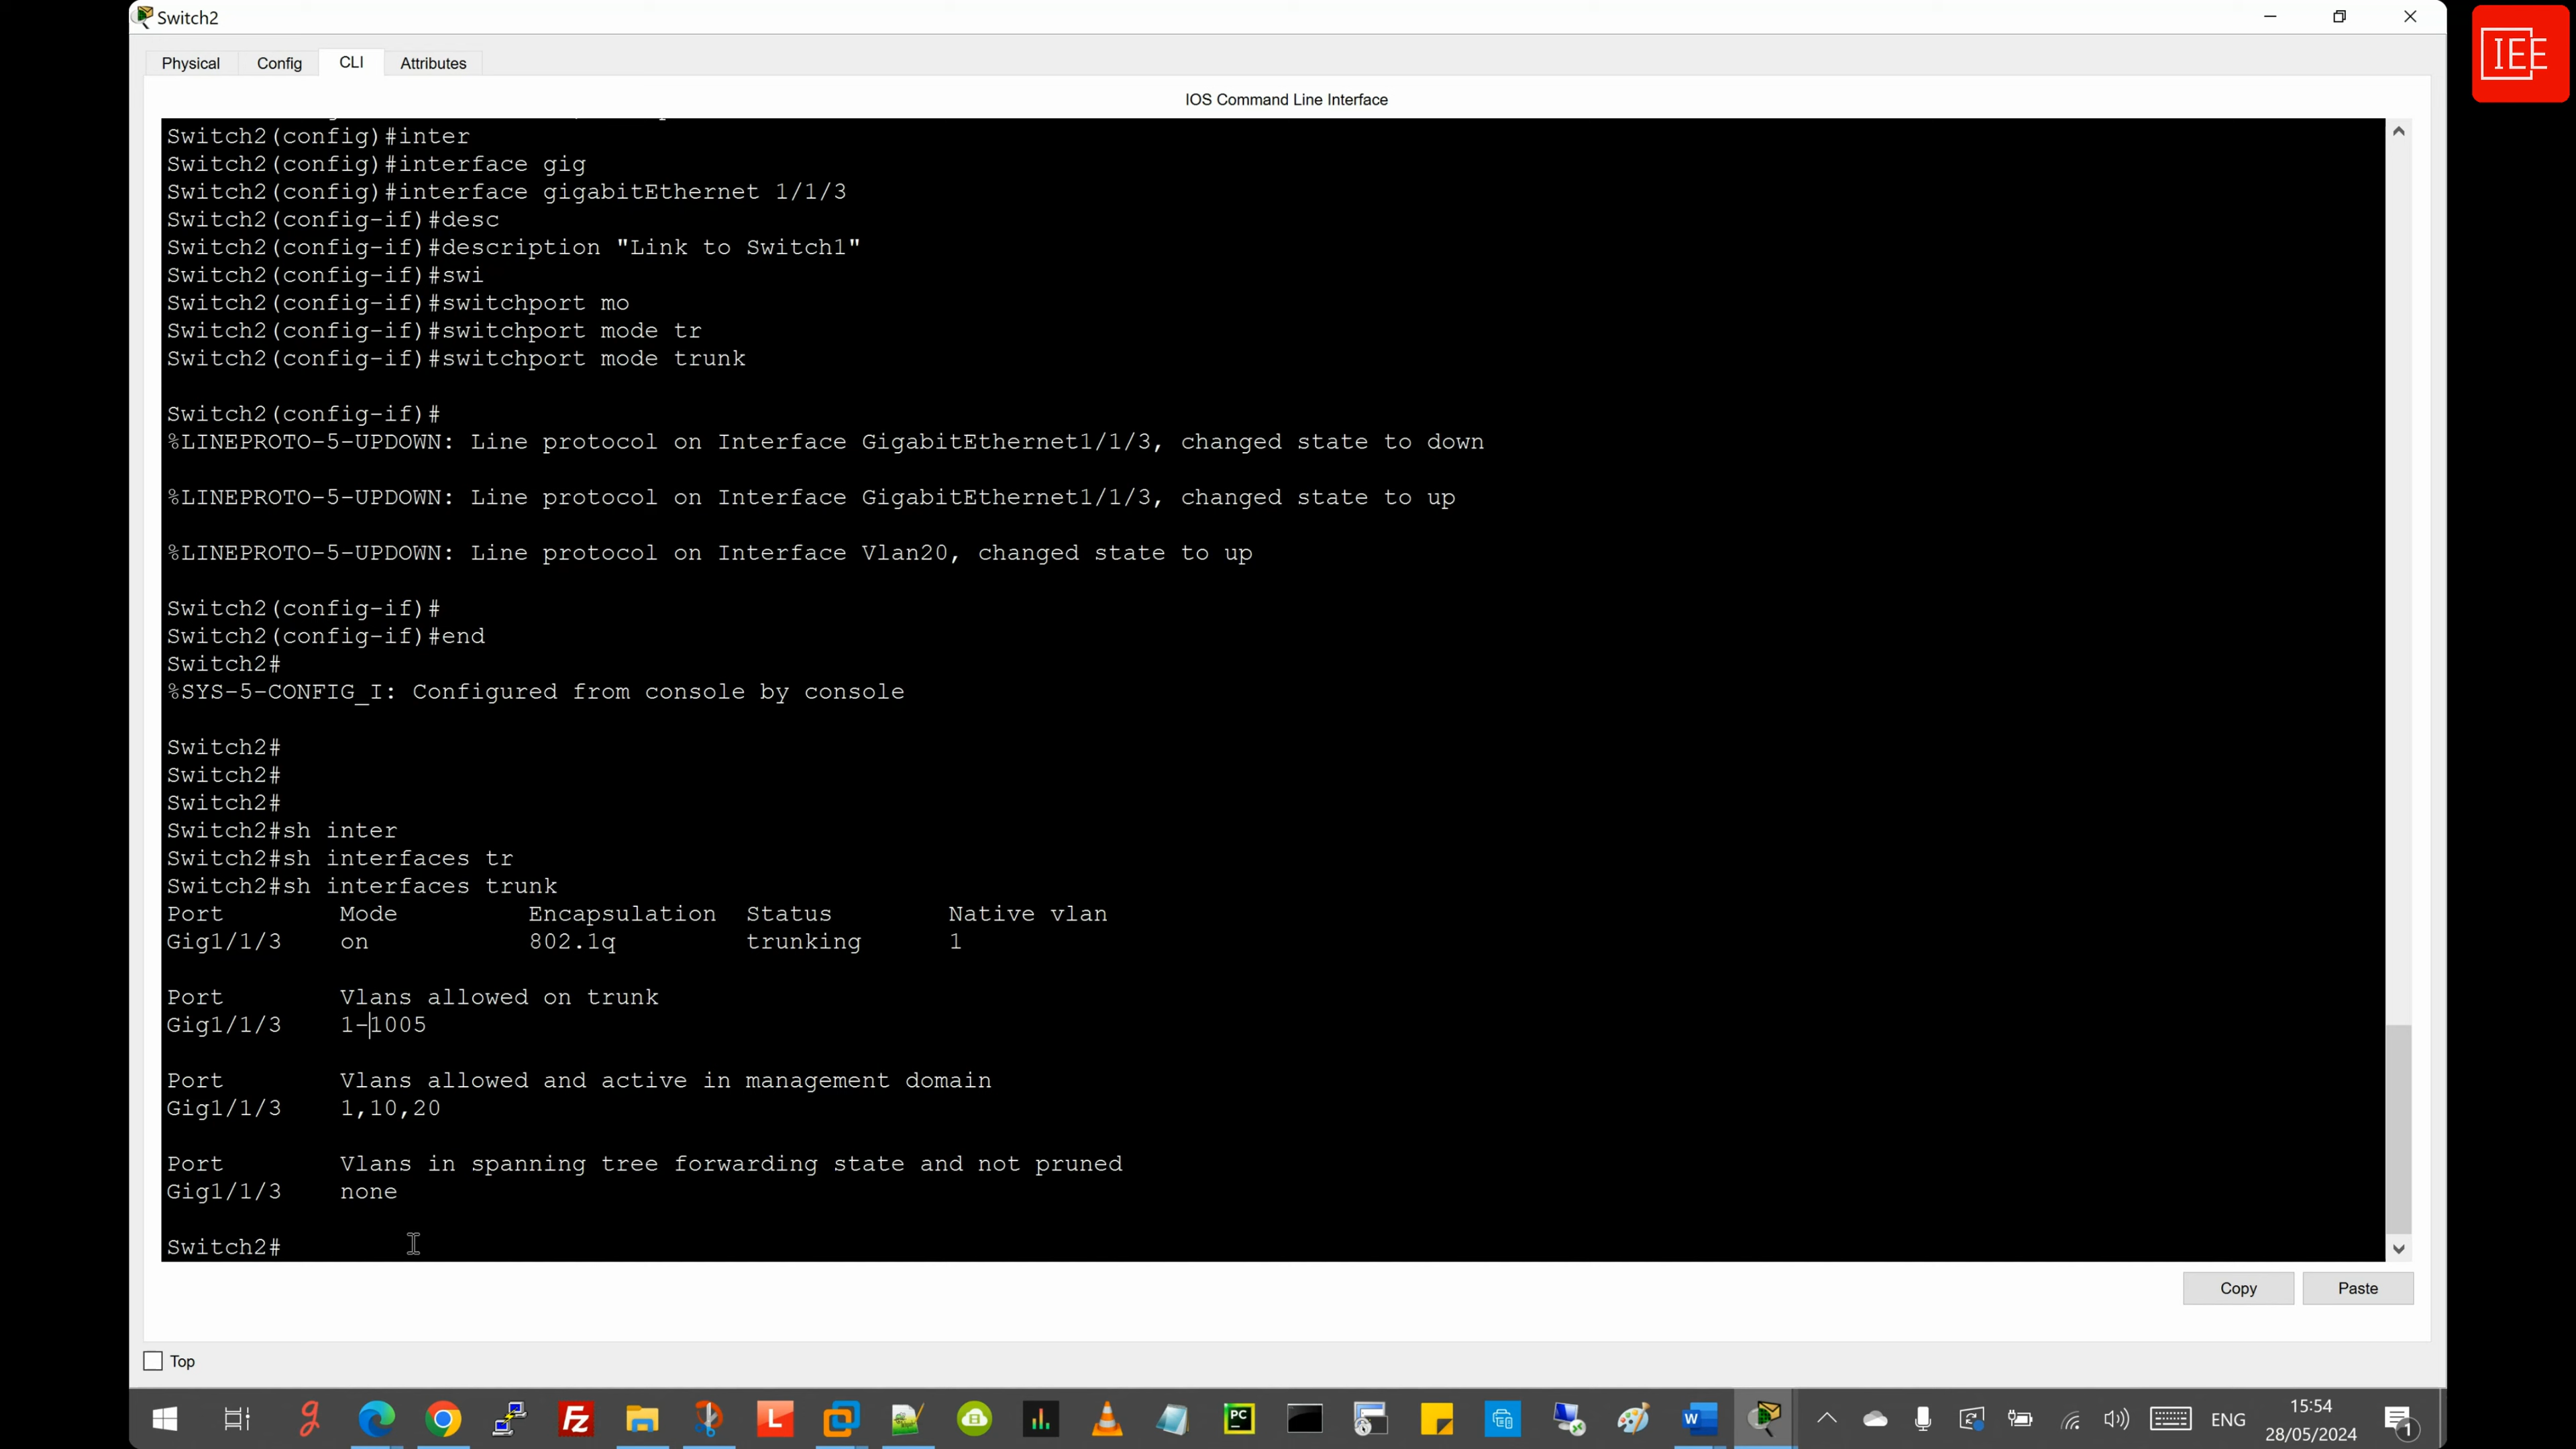 Switch2
IEE
Physical Config CLI Attributes
IOS Command Line Interface
Switch2(config)#inter
Switch2(config)#interface gig
Switch2(config)#interface gigabitEthernet 1/1/3
Switch2(config-if)#desc
Switch2(config-if)#description "Link to Switch1"
Switch2(config-if)#swi
Switch2(config-if)#switchport mo
Switch2(config-if)#switchport mode tr
Switch2(config-if)#switchport mode trunk
Switch2(config-if)#
%LINEPROTO-5-UPDOWN: Line protocol on Interface GigabitEthernet1/1/3, changed state to down
%LINEPROTO-5-UPDOWN: Line protocol on Interface GigabitEthernet1/1/3, changed state to up
%LINEPROTO-5-UPDOWN: Line protocol on Interface Vlan20, changed state to up
Switch2(config-if)#
Switch2(config-if)#end
Switch2#
%SYS-5-CONFIG_I: Configured from console by console
Switch2#
Switch2#
Switch2#
Switch2#sh inter
Switch2#sh interfaces tr
Switch2#sh interfaces trunk
Port Mode Encapsulation Status Native vlan
Gig1/1/3 on 802.1q trunking 1
Port Vlans allowed on trunk
Gig1/1/3 1-1005
Port Vlans allowed and active in management domain
Gig1/1/3 1,10,20
Port Vlans in spanning tree forwarding state and not pruned
Gig1/1/3 none
Switch2#
Copy Paste
Top
ENG
15:54
28/05/2024